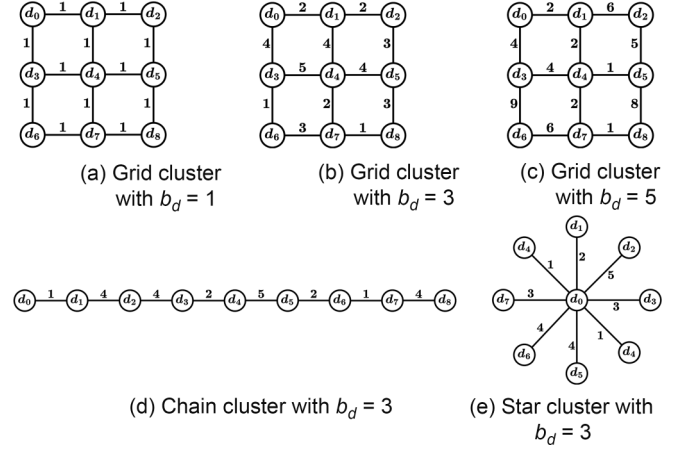 d0 1 d1 1 d2
1 1 1
d3 1 d4 1 d5
1 1 1
d6 1 d7 1 d8
(a) Grid cluster
with bd = 1
d0 2 d1 2 d2
4 4 3
d3 5 d4 4 d5
1 2 3
d6 3 d7 1 d8
(b) Grid cluster
with bd = 3
d0 2 d1 6 d2
4 2 5
d3 4 d4 1 d5
9 2 8
d6 6 d7 1 d8
(c) Grid cluster
with bd = 5
d0 1 d1 4 d2 4 d3 2 d4 5 d5 2 d6 1 d7 4 d8
(d) Chain cluster with bd = 3
d1
d4 d2
1 2 5
d7 3 d0 3 d3
4 4 1
d6 d4
d5
(e) Star cluster with
bd = 3